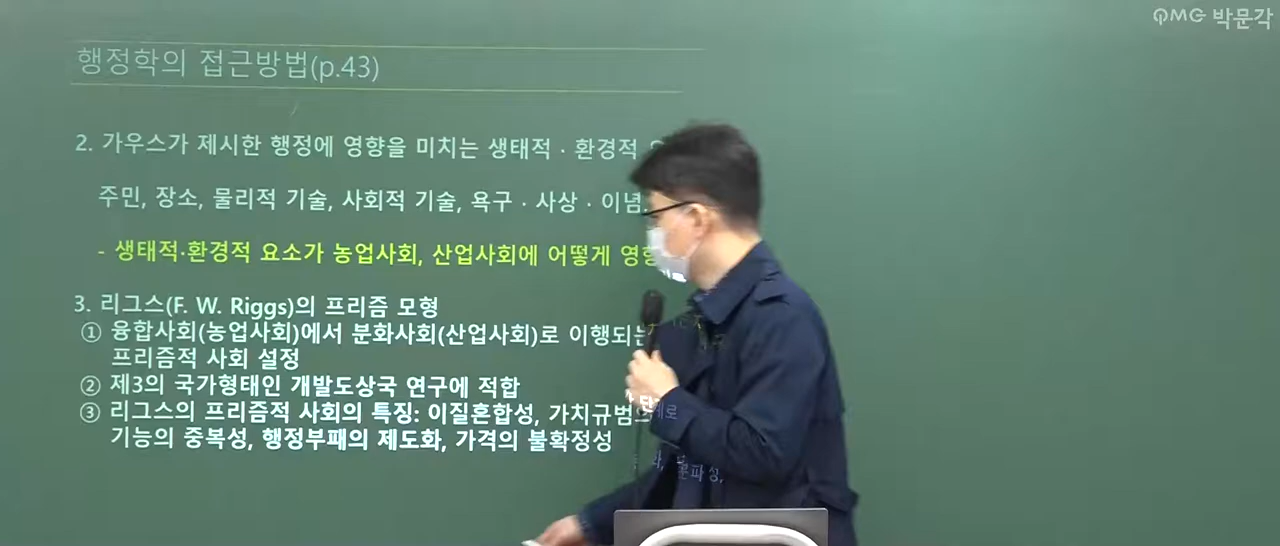 PMG 박문각
행정학의 접근방법(p.43)
2. 가우스가 제시한 행정에 영향을 미치는 생태적 · 환경적
주민, 장소, 물리적 기술, 사회적 기술, 욕구 · 사상 · 이념
- 생태적·환경적 요소가 농업사회, 산업사회에 어떻게
3. 리그스(F. W. Riggs)의 프리즘 모형
① 융합사회(농업사회)에서 분화사회(산업사회)로 이행되는
프리즘적 사회 설정
② 제3의 국가형태인 개발도상국 연구에 적합
③ 리그스의 프리즘적 사회의 특징: 이질혼합성, 가치규범의
기능의 중복성, 행정부패의 제도화, 가격의 불확정성